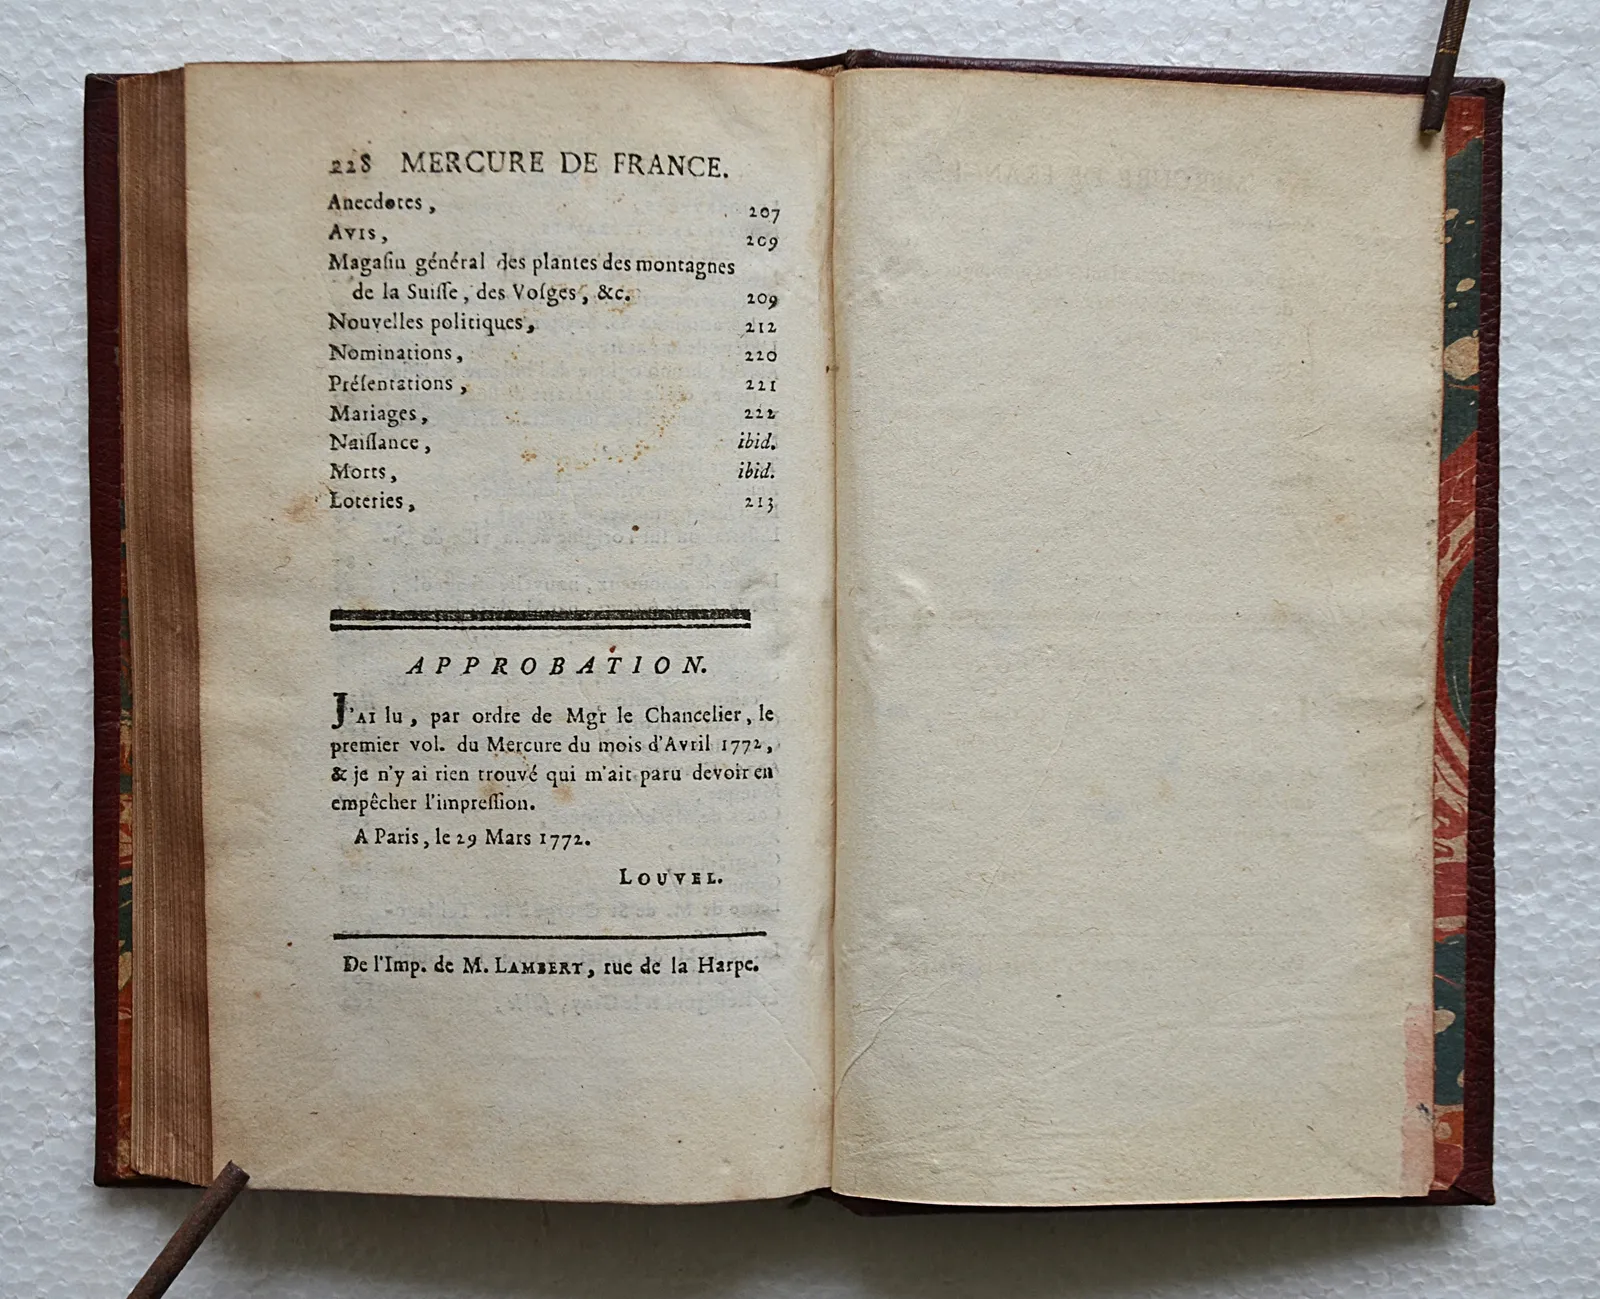 228 MERCURE DE FRANCE.
Anecdotes, 207
Avis, 209
Magaſin général des plantes des montagnes
de la Suiſſe, des Voſges, &c. 209
Nouvelles politiques, 212
Nominations, 220
Préſentations, 221
Mariages, 222
Naiſſance, ibid.
Morts, ibid.
Loteries, 213
APPROBATION.
J'AI lu, par ordre de Mgr le Chancelier, le
premier vol. du Mercure du mois d'Avril 1772,
& je n'y ai rien trouvé qui m'ait paru devoir en
empêcher l'impreſſion.
A Paris, le 29 Mars 1772.
LOUVEL.
De l'Imp. de M. LAMBERT, rue de la Harpe.